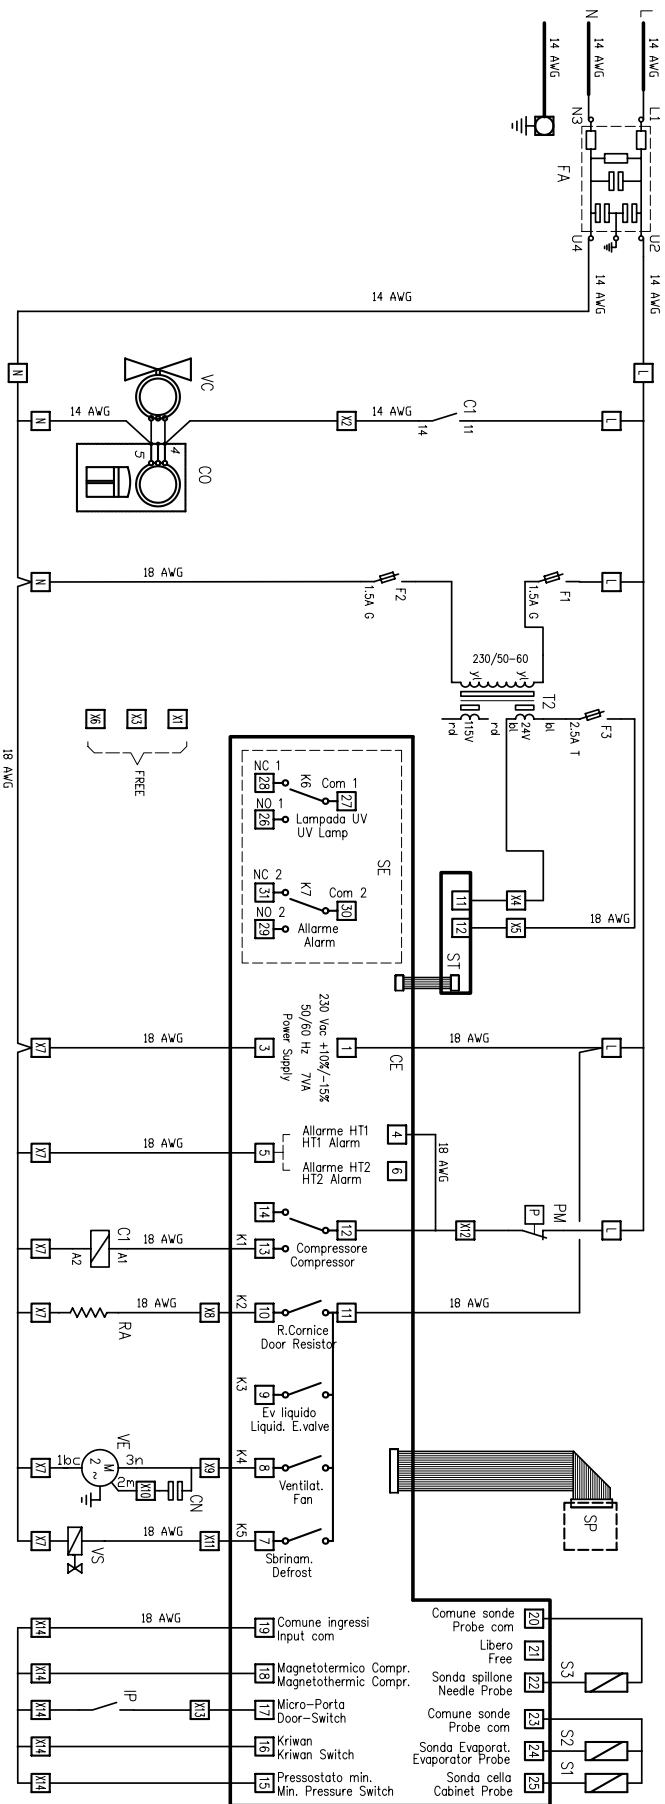 N
L
14 AWG
14 AWG
14 AWG
N3
L1
FA
U4
U2
14 AWG
14 AWG
14 AWG
N
L
VC
N
14 AWG
5
4
CO
X2
14 AWG
C1
14
11
L
N
18 AWG
F2
1.5A G
F1
1.5A G
L
230/50-60
yl
yl
T2
rd
115V
rd
bl
24V
bl
F3
2.5A T
X6
X3
X1
FREE
18 AWG
NC 1
28
K6
Com 1
27
NO 1
26
Lampada UV
UV Lamp
SE
NC 2
31
K7
Com 2
30
NO 2
29
Allarme
Alarm
11
X4
12
X5
18 AWG
ST
X7
18 AWG
3
230 Vac +10%/-15%
50/60 Hz 7VA
Power Supply
1
CE
18 AWG
L
X7
18 AWG
5
Allarme HT1
HT1 Alarm
4
Allarme HT2
HT2 Alarm
6
18 AWG
14
12
X12
P
PM
L
X7
C1
A2
A1
18 AWG
K1
13
Compressore
Compressor
X7
RA
18 AWG
X8
K2
10
R.Cornice
Door Resistor
11
18 AWG
K3
9
Ev liquido
Liquid. E.valve
X7
1bc
VE
M
2~
3n
2m
X10
CN
X9
K4
8
Ventilat.
Fan
SP
X7
VS
18 AWG
X11
K5
7
Sbrinam.
Defrost
X14
18 AWG
19
Comune ingressi
Input com
Comune sonde
Probe com
20
Libero
Free
21
X14
18
Magnetotermico Compr.
Magnetothermic Compr.
Sonda spillone
Needle Probe
22
S3
X14
IP
X13
17
Micro-Porta
Door-Switch
Comune sonde
Probe com
23
X14
16
Kriwan
Kriwan Switch
Sonda Evaporat.
Evaporator Probe
24
S2
X14
15
Pressostato min.
Min. Pressure Switch
Sonda cella
Cabinet Probe
25
S1